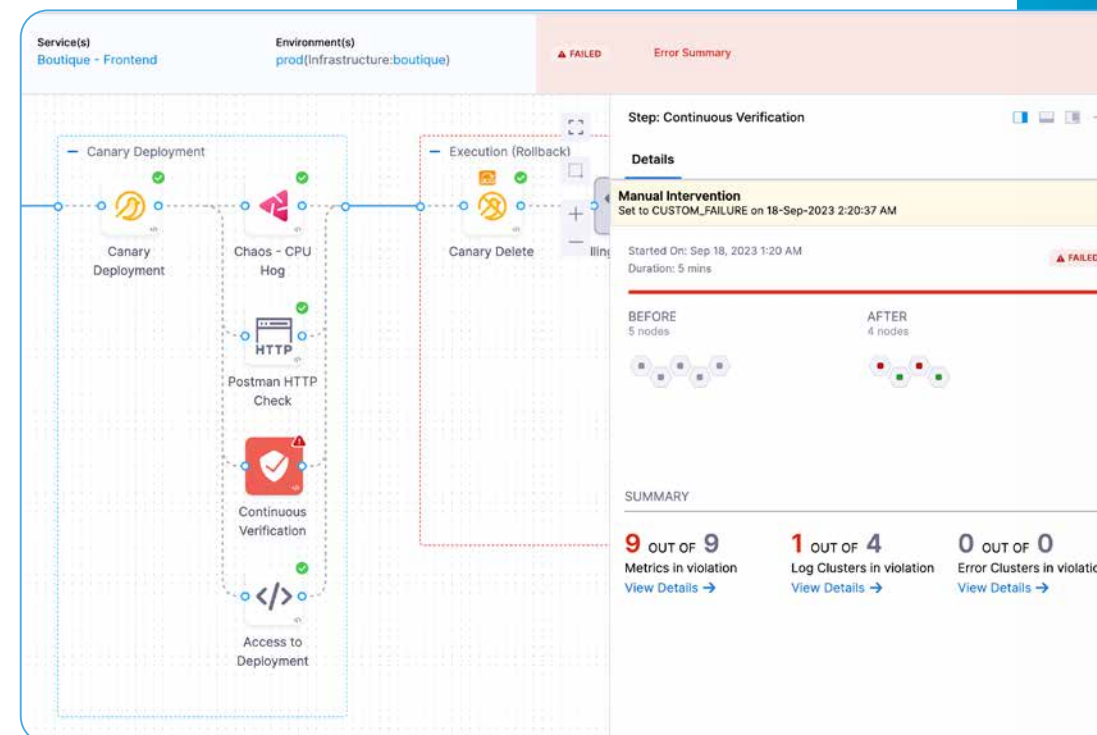 Service(s)
Boutique - Frontend
Environment(s)
prod(Infrastructure:boutique)
FAILED
Error Summary
Canary Deployment
Canary
Deployment
Chaos - CPU
Hog
HTTP
Postman HTTP
Check
Continuous
Verification
</>
Access to
Deployment
Execution (Rollback)
Canary Delete
Step: Continuous Verification
Details
Manual Intervention
Set to CUSTOM_FAILURE on 18-Sep-2023 2:20:37 AM
Started On: Sep 18, 2023 1:20 AM
Duration: 5 mins
FAILED
BEFORE
5 nodes
AFTER
4 nodes
SUMMARY
9 OUT OF 9
Metrics in violation
View Details →
1 OUT OF 4
Log Clusters in violation
View Details →
0 OUT OF 0
Error Clusters in violatio
View Details →